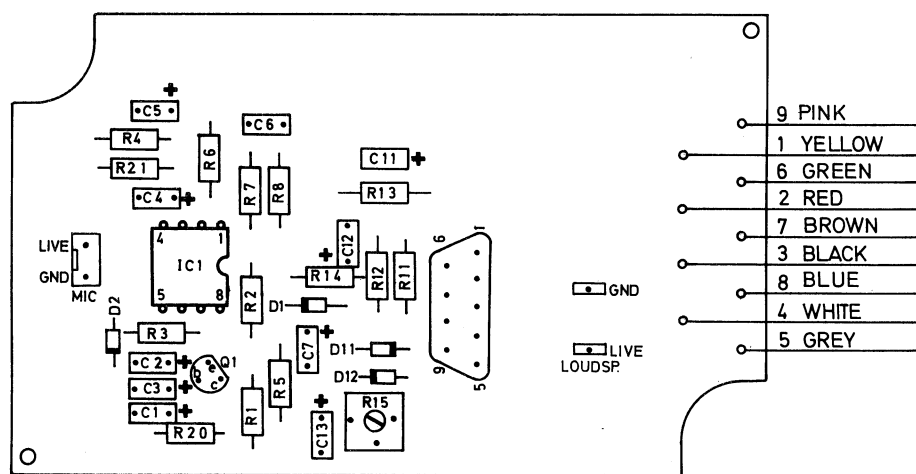 9 PINK
1 YELLOW
6 GREEN
2 RED
7 BROWN
3 BLACK
8 BLUE
4 WHITE
5 GREY
+
C5
R4
R21
R6
C6
C4 +
R7
R8
C11 +
R13
4 1
IC1
5 8
LIVE
GND
MIC
D2
R3
R2
D1
+
C12
R14
R12
R11
6
1
9
5
GND
LIVE
LOUDSP.
C2 +
C3 +
C1 +
R20
Q1
e
b
c
R1
R5
+
C7
D11
D12
+
C13
R15